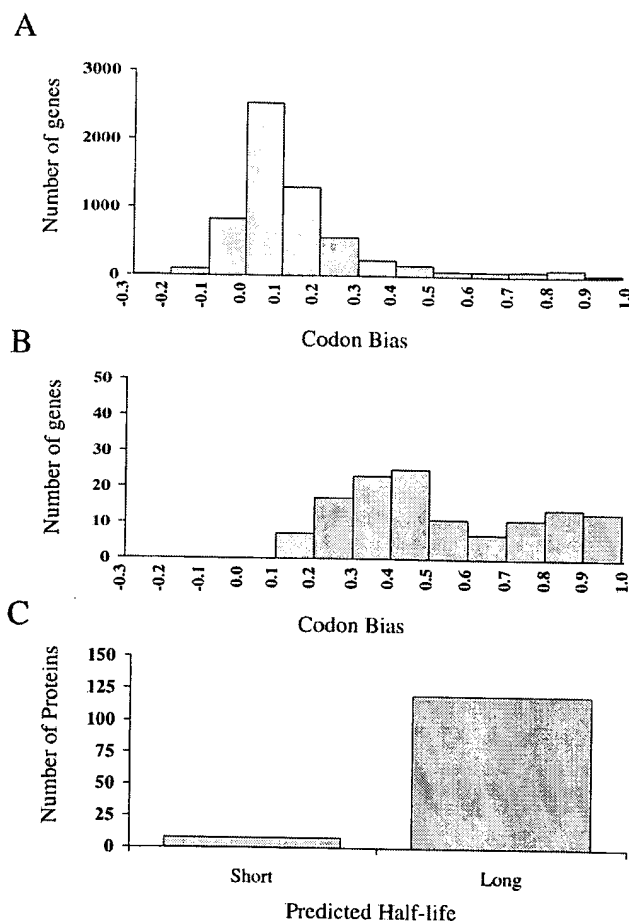 A
Number of genes
3000
2000
1000
0
-0.3 -0.2 -0.1 0.0 0.1 0.2 0.3 0.4 0.5 0.6 0.7 0.8 0.9 1.0
Codon Bias
B
Number of genes
50
40
30
20
10
0
-0.3 -0.2 -0.1 0.0 0.1 0.2 0.3 0.4 0.5 0.6 0.7 0.8 0.9 1.0
Codon Bias
C
Number of Proteins
150
125
100
75
50
25
0
Short Long
Predicted Half-life